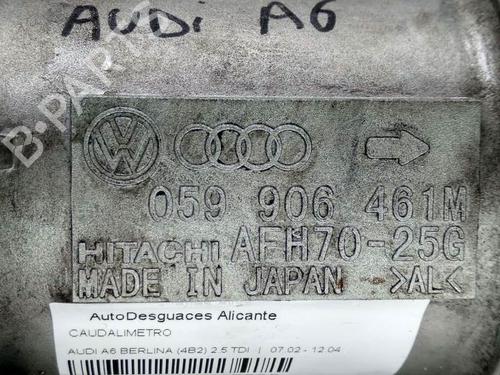 AUDI A6
B-PARTS
059 906 461M
HITACHI AFH70-25G
MADE IN JAPAN >AL<
AutoDesguaces Alicante
CAUDALIMETRO
AUDI A6 BERLINA (4B2) 2.5 TDI | 07.02 - 12.04